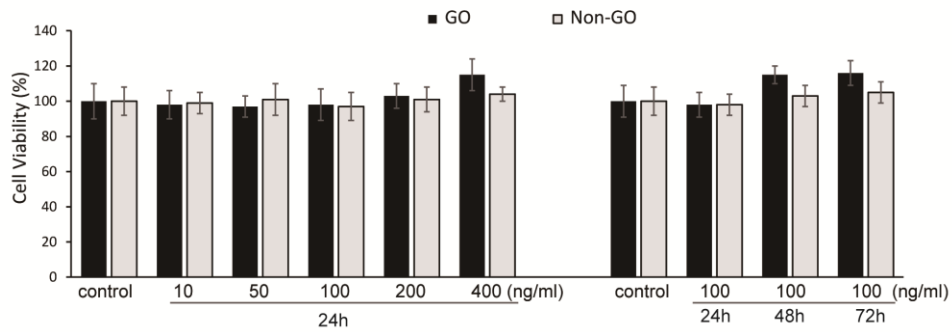 GO Non-GO
Cell Viability (%)
140
120
100
80
60
40
20
0
control 10 50 100 200 400 (ng/ml) control 100 100 100 (ng/ml)
24h 24h 48h 72h